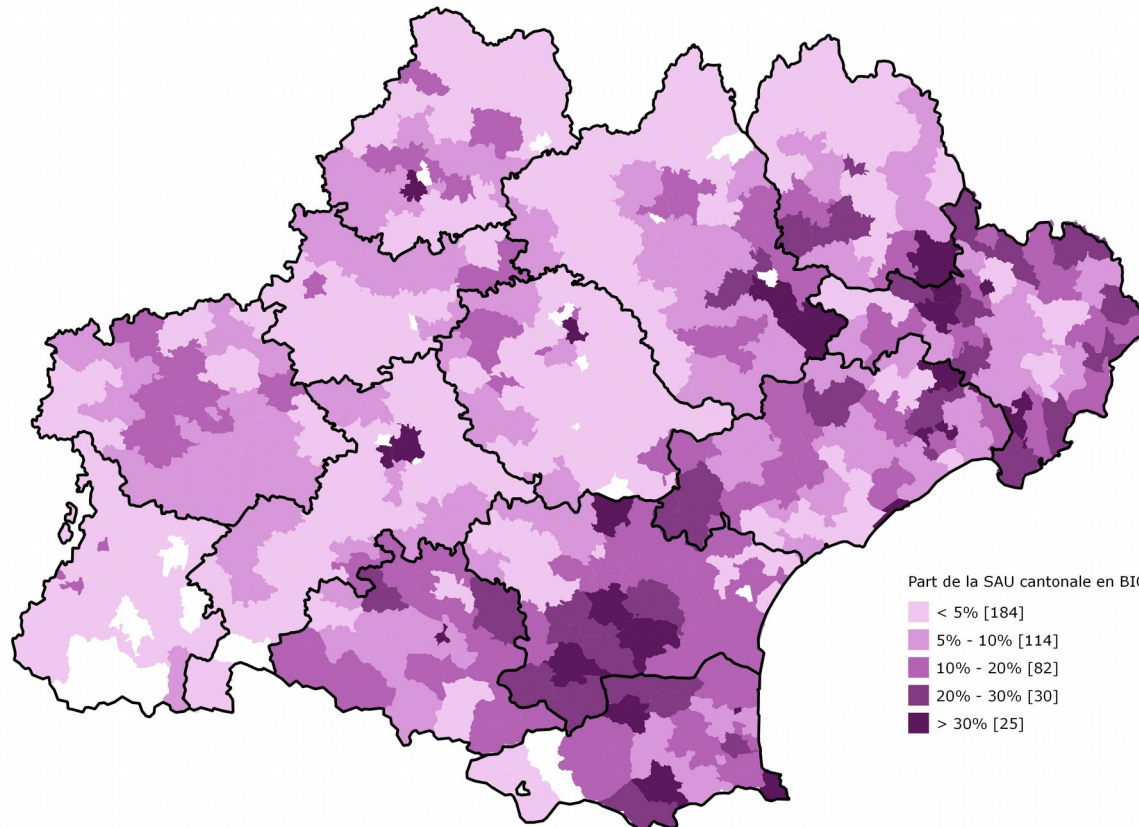 Part de la SAU cantonale en BIO
< 5% [184]
5% - 10% [114]
10% - 20% [82]
20% - 30% [30]
> 30% [25]